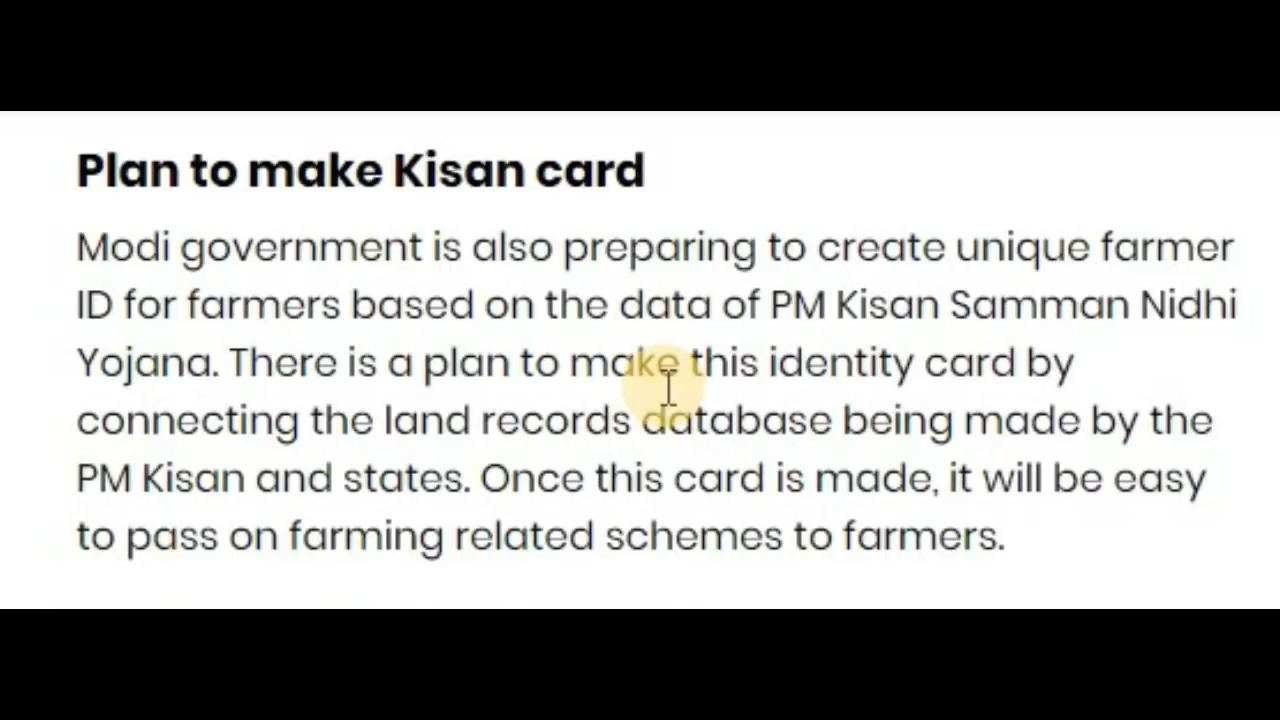 Plan to make Kisan card
Modi government is also preparing to create unique farmer
ID for farmers based on the data of PM Kisan Samman Nidhi
Yojana. There is a plan to make this identity card by
connecting the land records database being made by the
PM Kisan and states. Once this card is made, it will be easy
to pass on farming related schemes to farmers.